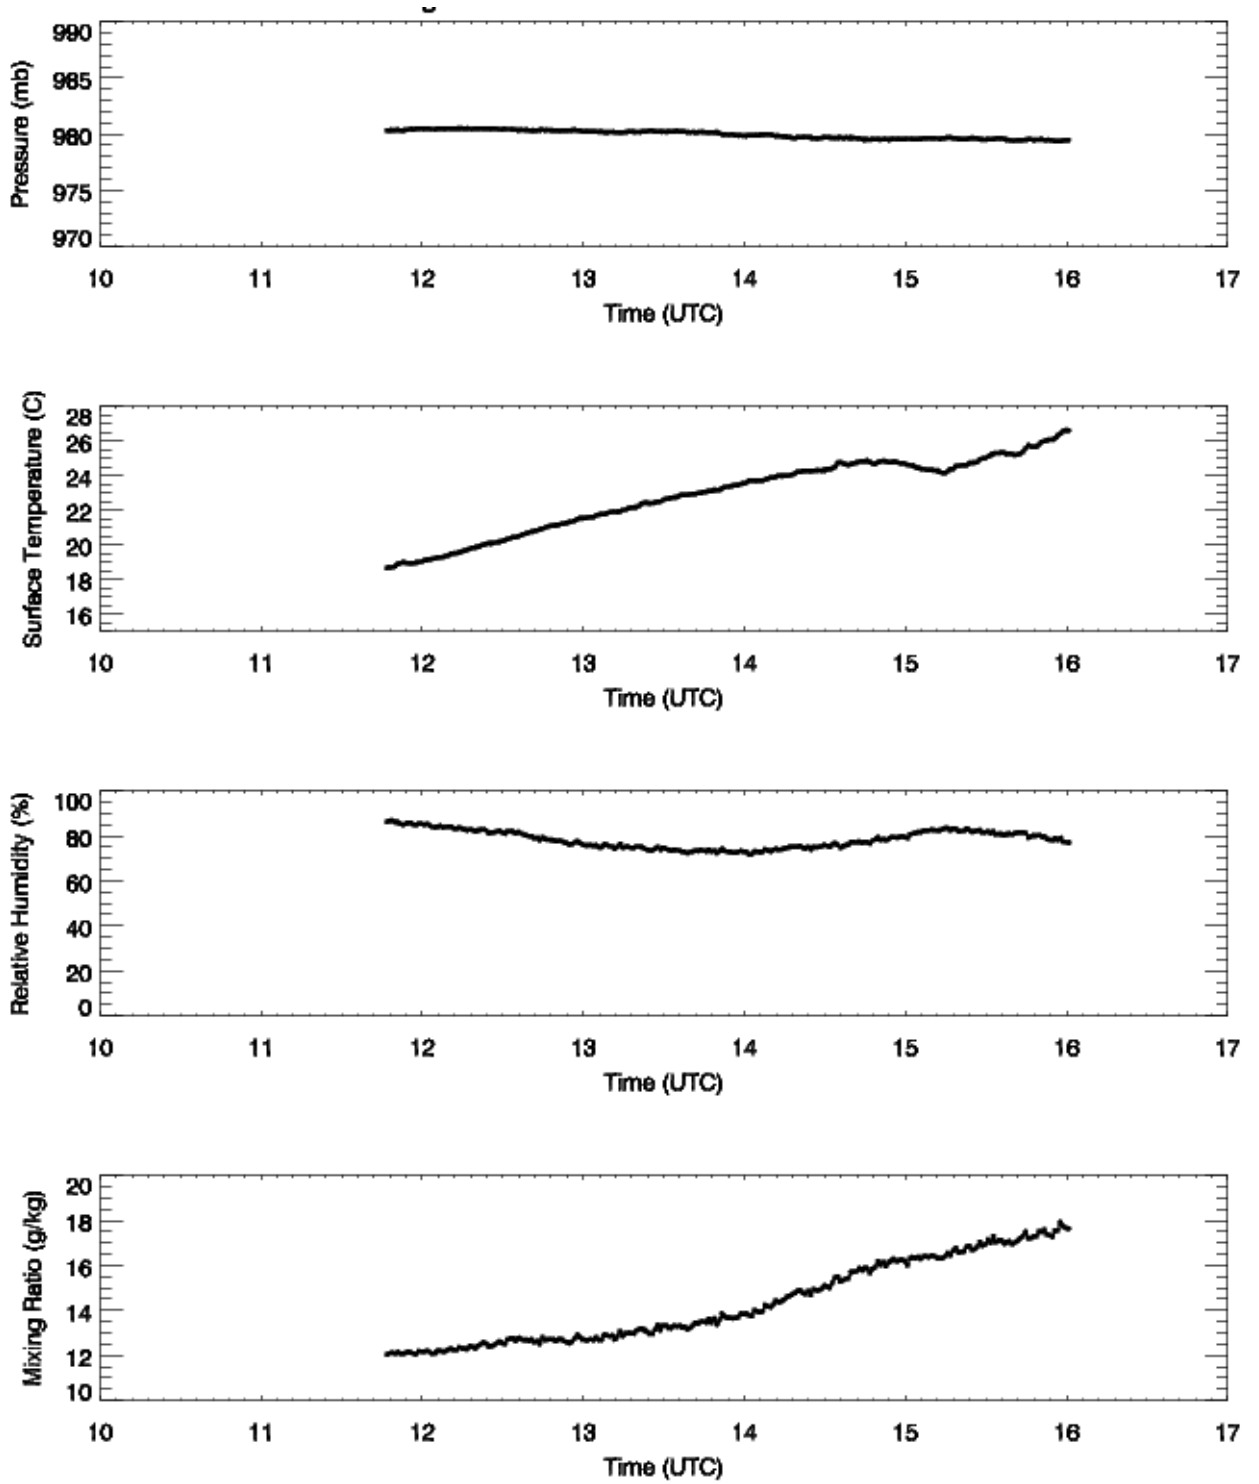 990
985
980
975
970
Pressure (mb)
10 11 12 13 14 15 16 17
Time (UTC)
28
26
24
22
20
18
16
Surface Temperature (C)
10 11 12 13 14 15 16 17
Time (UTC)
100
80
60
40
20
0
Relative Humidity (%)
10 11 12 13 14 15 16 17
Time (UTC)
20
18
16
14
12
10
Mixing Ratio (g/kg)
10 11 12 13 14 15 16 17
Time (UTC)